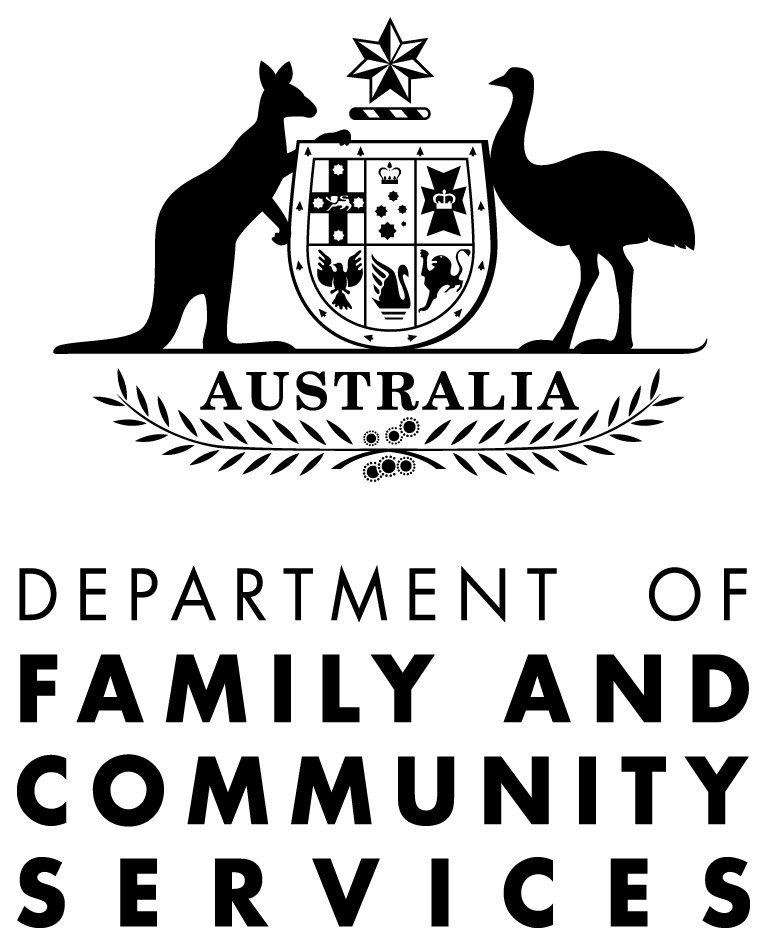 AUSTRALIA
DEPARTMENT OF
FAMILY AND
COMMUNITY
SERVICES